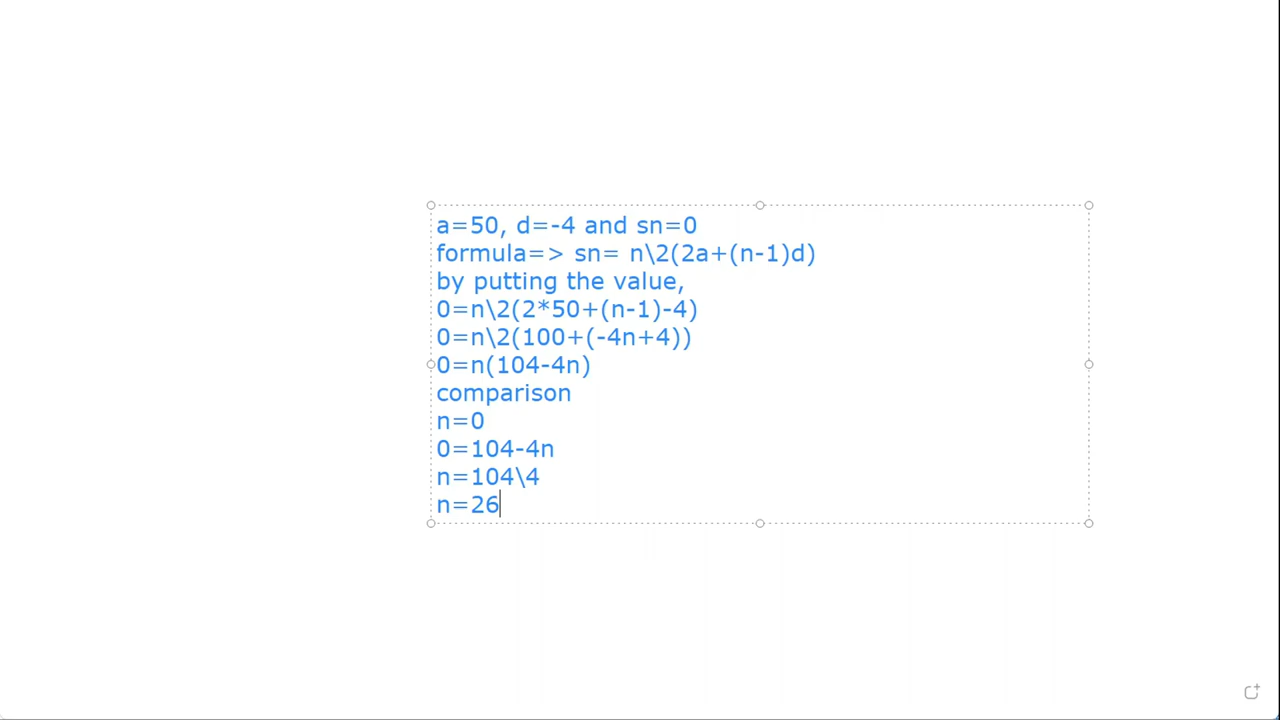 a=50, d=-4 and sn=0
formula=> sn= n\2(2a+(n-1)d)
by putting the value,
0=n\2(2*50+(n-1)-4)
0=n\2(100+(-4n+4))
0=n(104-4n)
comparison
n=0
0=104-4n
n=104\4
n=26